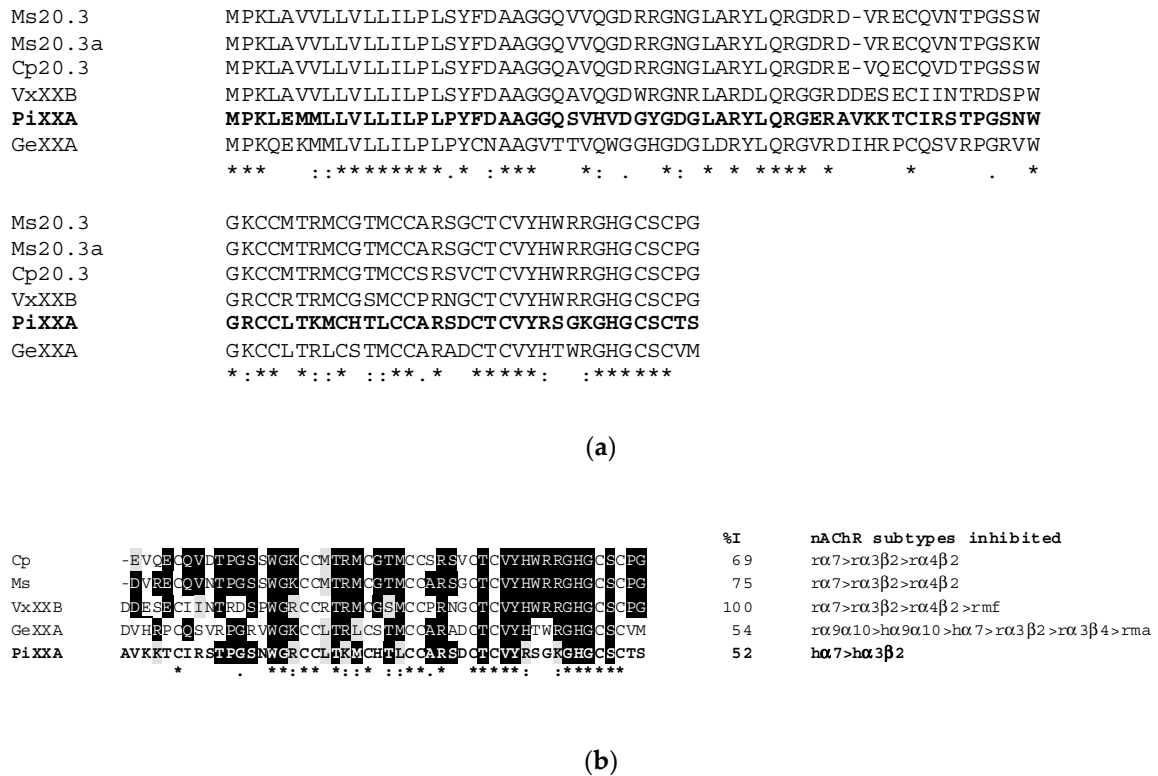 Ms20.3 MPKLAVVLLVLLILPLSYFDAAGGQVVQGDRRGNGLARYLQRGDRD-VRECQVNTPGSSW
Ms20.3a MPKLAVVLLVLLILPLSYFDAAGGQVVQGDRRGNGLARYLQRGDRD-VRECQVNTPGSKW
Cp20.3 MPKLAVVLLVLLILPLSYFDAAGGQAVQGDRRGNGLARYLQRGDRE-VQECQVDTPGSSW
VxXXB MPKLAVVLLVLLILPLSYFDAAGGQAVQGDWRGNRLARDLQRGGRDDESECIINTRDSPW
PiXXA MPKLEMMLLVLLILPLPYFDAAGGQSVHVDGYGDGLARYLQRGERAVKKTCIRSTPGSNW
GeXXA MPKQEKMMLVLLILPLPYCNAAGVTTVQWGGHGDGLDRYLQRGVRDIHRPCQSVRPGRVW
*** ::********.* :*** *: . *: * * **** * * . *
Ms20.3 GKCCMTRMCGTMCCARSGCTCVYHWRRGHGCSCPG
Ms20.3a GKCCMTRMCGTMCCARSGCTCVYHWRRGHGCSCPG
Cp20.3 GKCCMTRMCGTMCCSRSVCTCVYHWRRGHGCSCPG
VxXXB GRCCRTRMCGSMCCPRNGCTCVYHWRRGHGCSCPG
PiXXA GRCCLTKMCHTLCCARSDCTCVYRSGKGHGCSCTS
GeXXA GKCCLTRLCSTMCCARADCTCVYHTWRGHGCSCVM
*:** *::* ::**.* *****: :******
(a)
%I nAChR subtypes inhibited
Cp -EVQECQVDTPGSSWGKCCMTRMCGTMCCSRSVCTCVYHWRRGHGCSCPG 69 rα7>rα3β2>rα4β2
Ms -DVRECQVNTPGSSWGKCCMTRMCGTMCCARSGCTCVYHWRRGHGCSCPG 75 rα7>rα3β2>rα4β2
VxXXB DDESECIINTRDSPWGRCCRTRMCGSMCCPRNGCTCVYHWRRGHGCSCPG 100 rα7>rα3β2>rα4β2>rmf
GeXXA DVHRPCQSVRPGRVWGKCCLTRLCSTMCCARADCTCVYHTWRGHGCSCVM 54 rα9α10>hα9α10>hα7>rα3β2>rα3β4>rma
PiXXA AVKKTCIRSTPGSNWGRCCLTKMCHTLCCARSDCTCVYRSGKGHGCSCTS 52 hα7>hα3β2
* . **:** *::* ::**.* *****: :******
(b)